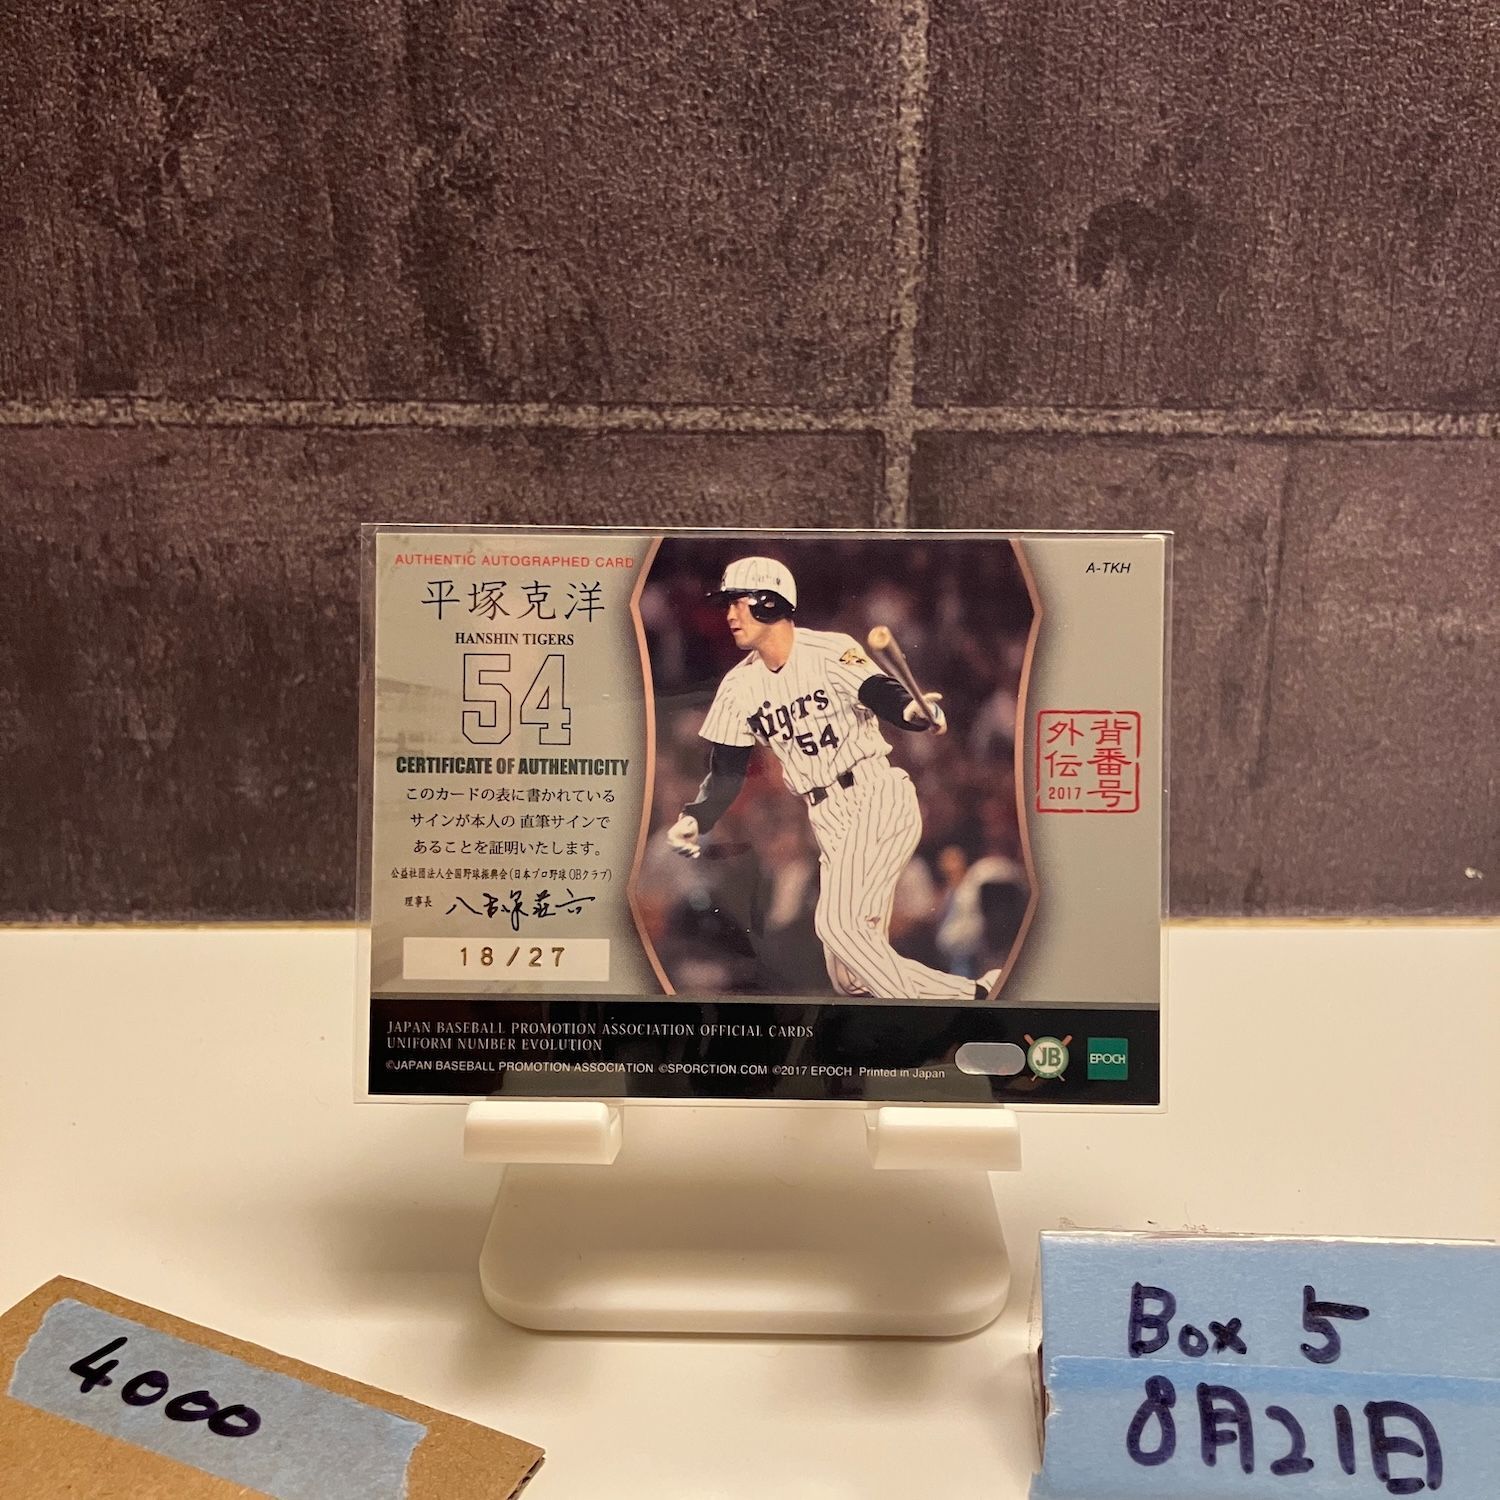 AUTHENTIC AUTOGRAPHED CARD
平塚克洋
HANSHIN TIGERS
54
CERTIFICATE OF AUTHENTICITY
このカードの表に書かれている
サインが本人の 直筆サインで
あることを証明いたします。
公益社団法人全国野球振興会(日本プロ野球OBクラブ)
理事長
18/27
Tigers
54
A-TKH
背番号
外伝
2017
JAPAN BASEBALL PROMOTION ASSOCIATION OFFICIAL CARDS
UNIFORM NUMBER EVOLUTION
©JAPAN BASEBALL PROMOTION ASSOCIATION ©SPORCTION.COM ©2017 EPOCH Printed in Japan
JB
EPOCH
4000
Box 5
8月21日